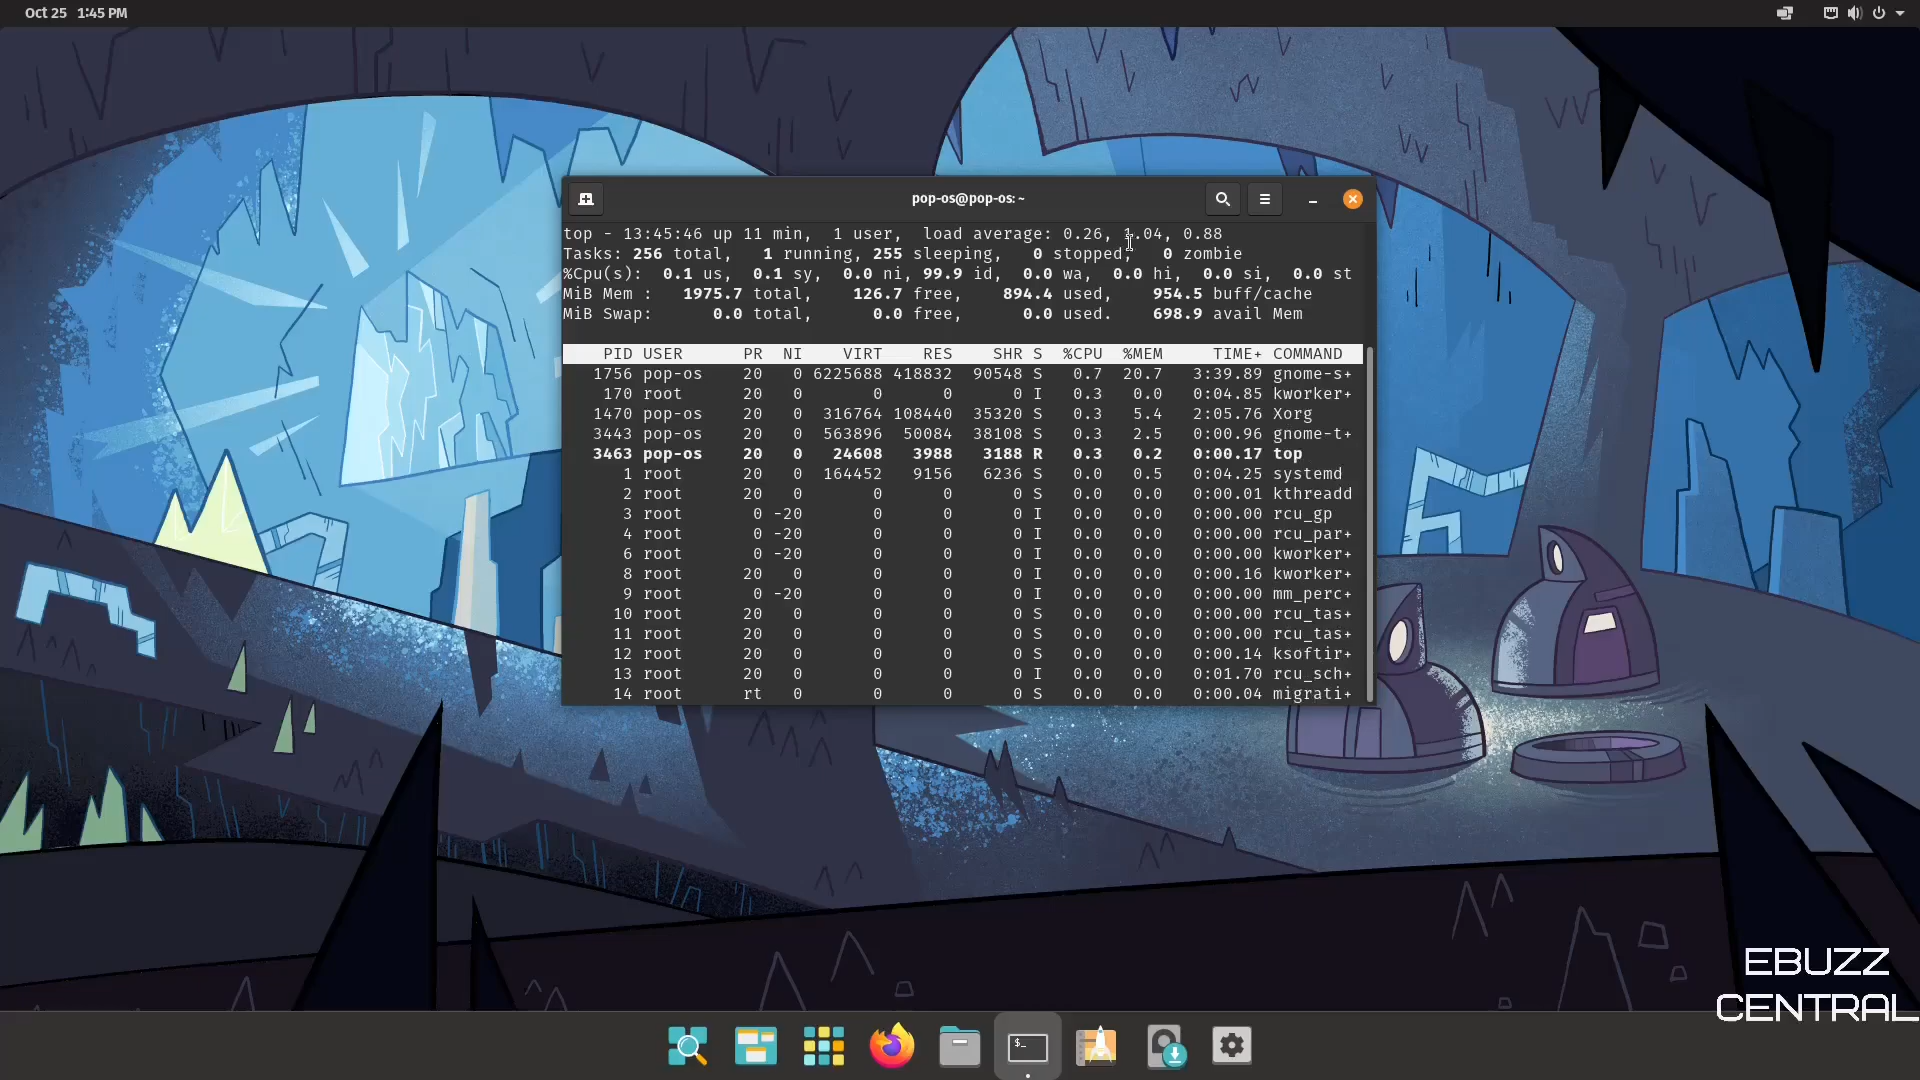 Oct 25 1:45 PM
pop-os@pop-os: ~
top - 13:45:46 up 11 min, 1 user, load average: 0.26, 1.04, 0.88
Tasks: 256 total, 1 running, 255 sleeping, 0 stopped, 0 zombie
%Cpu(s): 0.1 us, 0.1 sy, 0.0 ni, 99.9 id, 0.0 wa, 0.0 hi, 0.0 si, 0.0 st
MiB Mem : 1975.7 total, 126.7 free, 894.4 used, 954.5 buff/cache
MiB Swap: 0.0 total, 0.0 free, 0.0 used. 698.9 avail Mem
PID USER PR NI VIRT RES SHR S %CPU %MEM TIME+ COMMAND
1756 pop-os 20 0 6225688 418832 90548 S 0.7 20.7 3:39.89 gnome-s+
170 root 20 0 0 0 0 I 0.3 0.0 0:04.85 kworker+
1470 pop-os 20 0 316764 108440 35320 S 0.3 5.4 2:05.76 Xorg
3443 pop-os 20 0 563896 50084 38108 S 0.3 2.5 0:00.96 gnome-t+
3463 pop-os 20 0 24608 3988 3188 R 0.3 0.2 0:00.17 top
1 root 20 0 164452 9156 6236 S 0.0 0.5 0:04.25 systemd
2 root 20 0 0 0 0 S 0.0 0.0 0:00.01 kthreadd
3 root 0 -20 0 0 0 I 0.0 0.0 0:00.00 rcu_gp
4 root 0 -20 0 0 0 I 0.0 0.0 0:00.00 rcu_par+
6 root 0 -20 0 0 0 I 0.0 0.0 0:00.00 kworker+
8 root 20 0 0 0 0 I 0.0 0.0 0:00.16 kworker+
9 root 0 -20 0 0 0 I 0.0 0.0 0:00.00 mm_perc+
10 root 20 0 0 0 0 S 0.0 0.0 0:00.00 rcu_tas+
11 root 20 0 0 0 0 S 0.0 0.0 0:00.00 rcu_tas+
12 root 20 0 0 0 0 S 0.0 0.0 0:00.14 ksoftir+
13 root 20 0 0 0 0 I 0.0 0.0 0:01.70 rcu_sch+
14 root rt 0 0 0 0 S 0.0 0.0 0:00.04 migrati+
EBUZZ
CENTRAL
$_